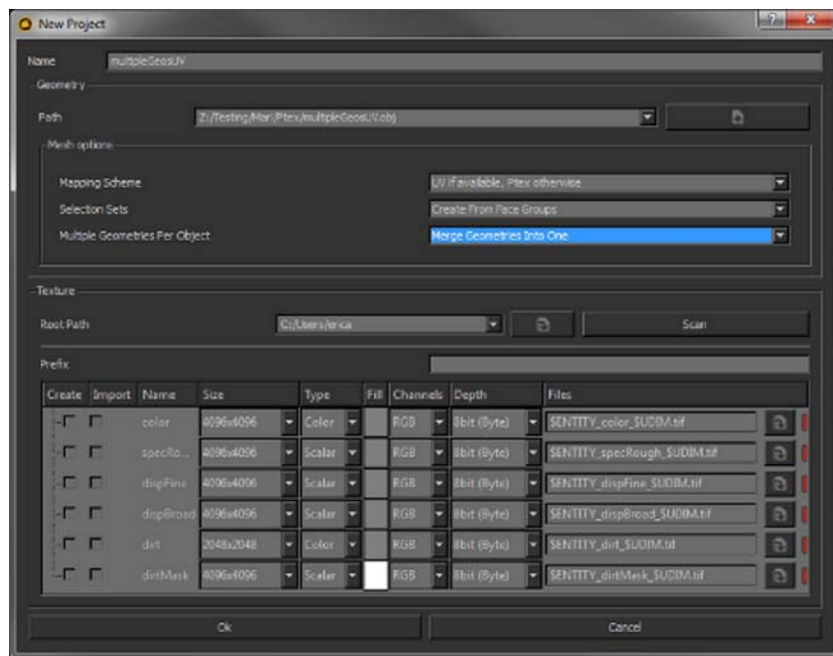 New Project
Name multipleGeosUV
Geometry
Path Z:/Testing/Mari/Ptex/multipleGeosUV.obj
Mesh options
Mapping Scheme UV if available, Ptex otherwise
Selection Sets Create From Face Groups
Multiple Geometries Per Object Merge Geometries Into One
Texture
Root Path C:/Users/erica Scan
Prefix
Create Import Name Size Type Fill Channels Depth Files
color 4096x4096 Color RGB 8bit (Byte) $ENTITY_color_$UDIM.tif
specRo... 4096x4096 Scalar RGB 8bit (Byte) $ENTITY_specRough_$UDIM.tif
dispFine 4096x4096 Scalar RGB 8bit (Byte) $ENTITY_dispFine_$UDIM.tif
dispBroad 4096x4096 Scalar RGB 8bit (Byte) $ENTITY_dispBroad_$UDIM.tif
dirt 2048x2048 Color RGB 8bit (Byte) $ENTITY_dirt_$UDIM.tif
dirtMask 4096x4096 Scalar RGB 8bit (Byte) $ENTITY_dirtMask_$UDIM.tif
Ok Cancel